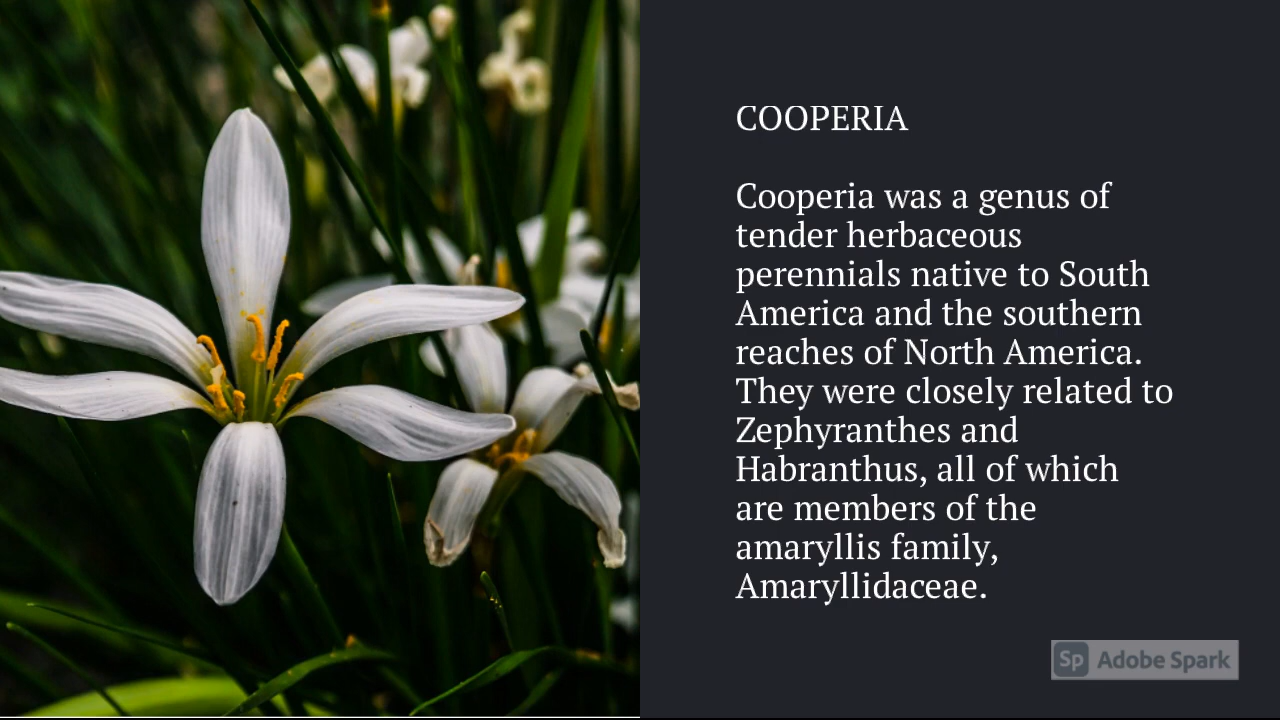 COOPERIA
Cooperia was a genus of
tender herbaceous
perennials native to South
America and the southern
reaches of North America.
They were closely related to
Zephyranthes and
Habranthus, all of which
are members of the
amaryllis family,
Amaryllidaceae.
Sp Adobe Spark